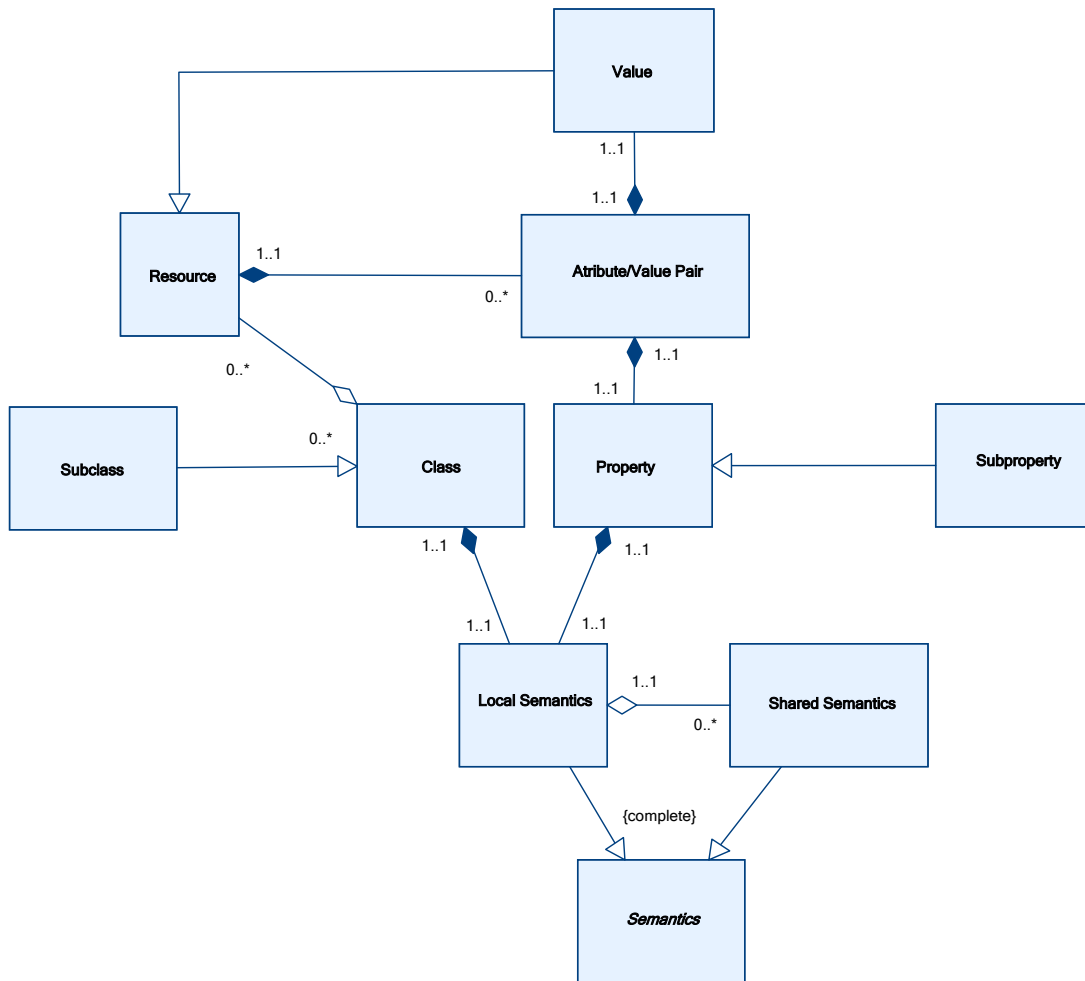 Value
1..1
1..1
Resource
1..1
0..*
Atribute/Value Pair
1..1
0..*
1..1
Subclass
0..*
Class
Property
Subproperty
1..1
1..1
1..1
1..1
Local Semantics
1..1
0..*
Shared Semantics
{complete}
Semantics